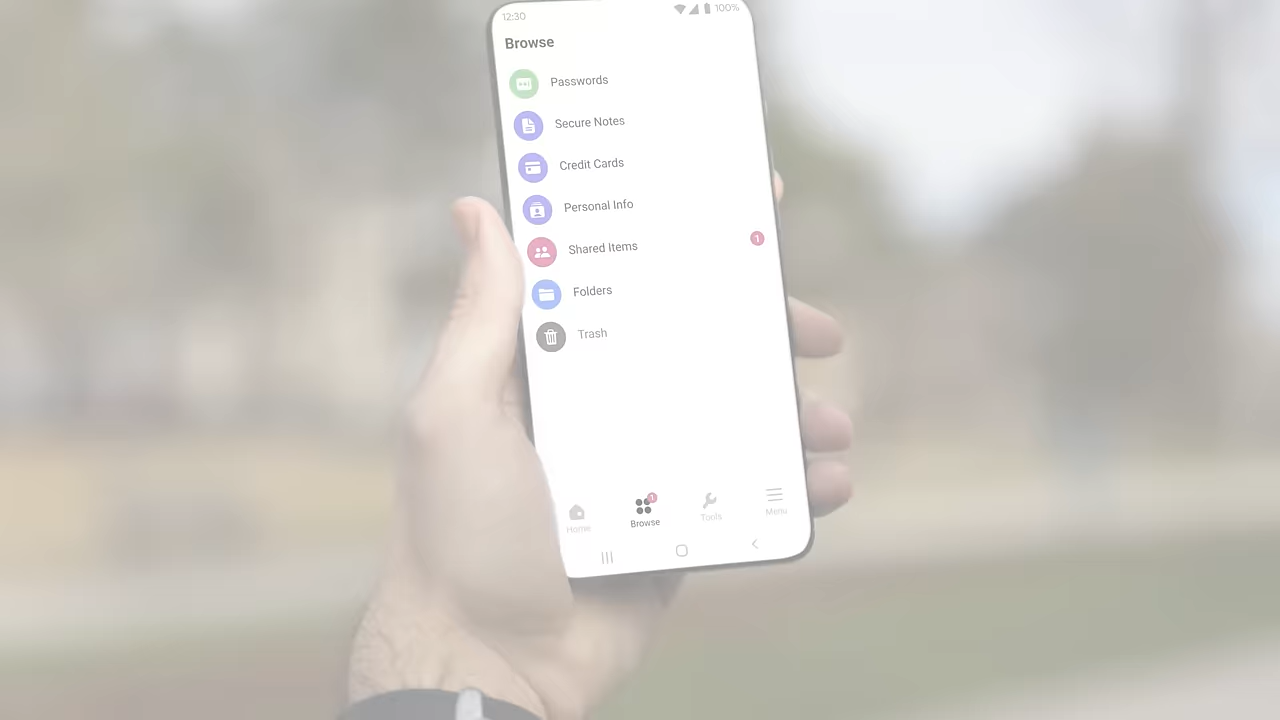 12:30 100%
Browse
Passwords
Secure Notes
Credit Cards
Personal Info
Shared Items 1
Folders
Trash
1
Home Browse Tools Menu